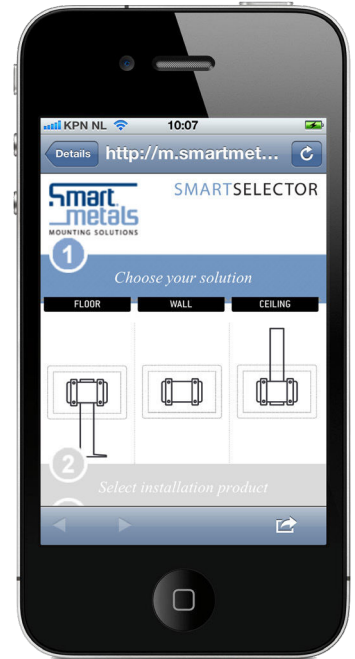 KPN NL 10:07
Details http://m.smartmet...
Smart
metals
MOUNTING SOLUTIONS
SMARTSELECTOR
1
Choose your solution
FLOOR WALL CEILING
2
Select installation product